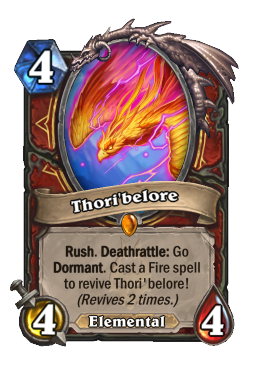 4
Thori'belore
Rush. Deathrattle: Go
Dormant. Cast a Fire spell
to revive Thori'belore!
(Revives 2 times.)
4
Elemental
4